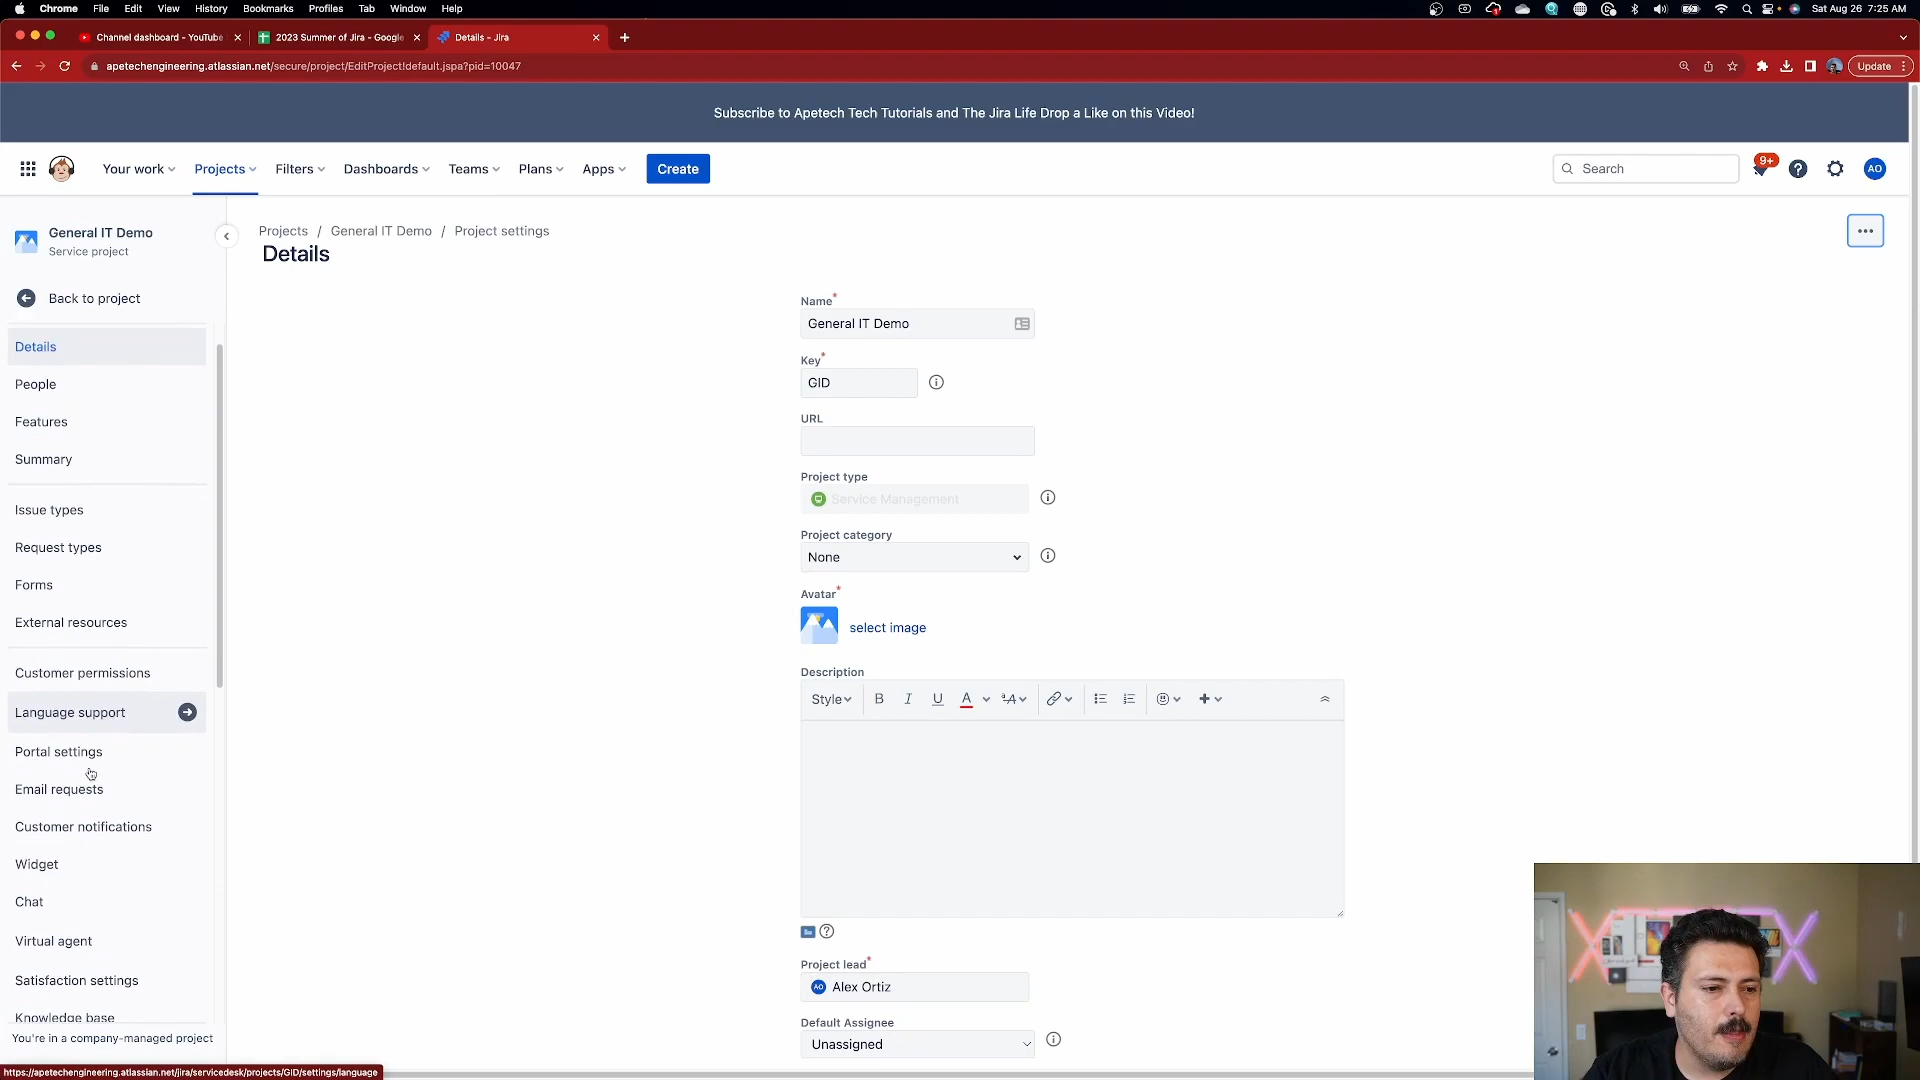 Chrome File Edit View History Bookmarks Profiles Tab Window Help Sat Aug 26 7:25 AM
Channel dashboard - YouTube 2023 Summer of Jira - Google Details - Jira
apetechengineering.atlassian.net/secure/project/EditProject!default.jspa?pid=10047 Update
Subscribe to Apetech Tech Tutorials and The Jira Life Drop a Like on this Video!
Your work Projects Filters Dashboards Teams Plans Apps Create Search 9+ AO
General IT Demo
Service project
Back to project
Details
People
Features
Summary
Issue types
Request types
Forms
External resources
Customer permissions
Language support
Portal settings
Email requests
Customer notifications
Widget
Chat
Virtual agent
Satisfaction settings
Knowledge base
You're in a company-managed project
https://apetechengineering.atlassian.net/jira/servicedesk/projects/GID/settings/language
Projects / General IT Demo / Project settings
Details
Name*
General IT Demo
Key*
GID
URL
Project type
Service Management
Project category
None
Avatar*
select image
Description
Style B I U A A
Project lead*
AO Alex Ortiz
Default Assignee
Unassigned